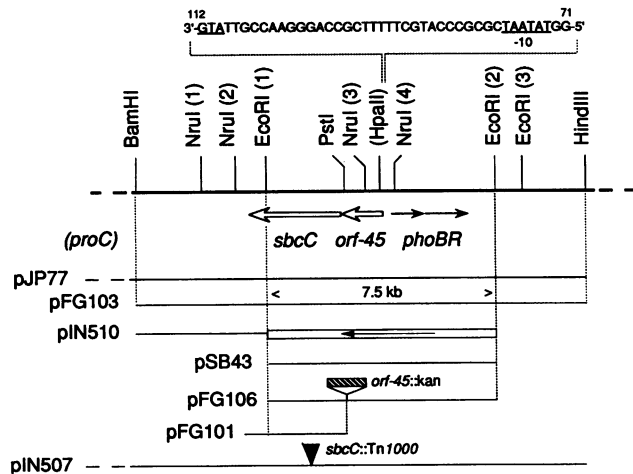 112 71
3'-GTATTGCCAAGGGACCGCTTTTTCGTACCCGCGCTAATATGG-5'
-10
BamHI NruI (1) NruI (2) EcoRI (1) PstI NruI (3) (HpaII) NruI (4) EcoRI (2) EcoRI (3) HindIII
(proC) sbcC orf-45 phoBR
pJP77
< 7.5 kb >
pFG103
pIN510
pSB43
orf-45::kan
pFG106
pFG101
sbcC::Tn1000
pIN507